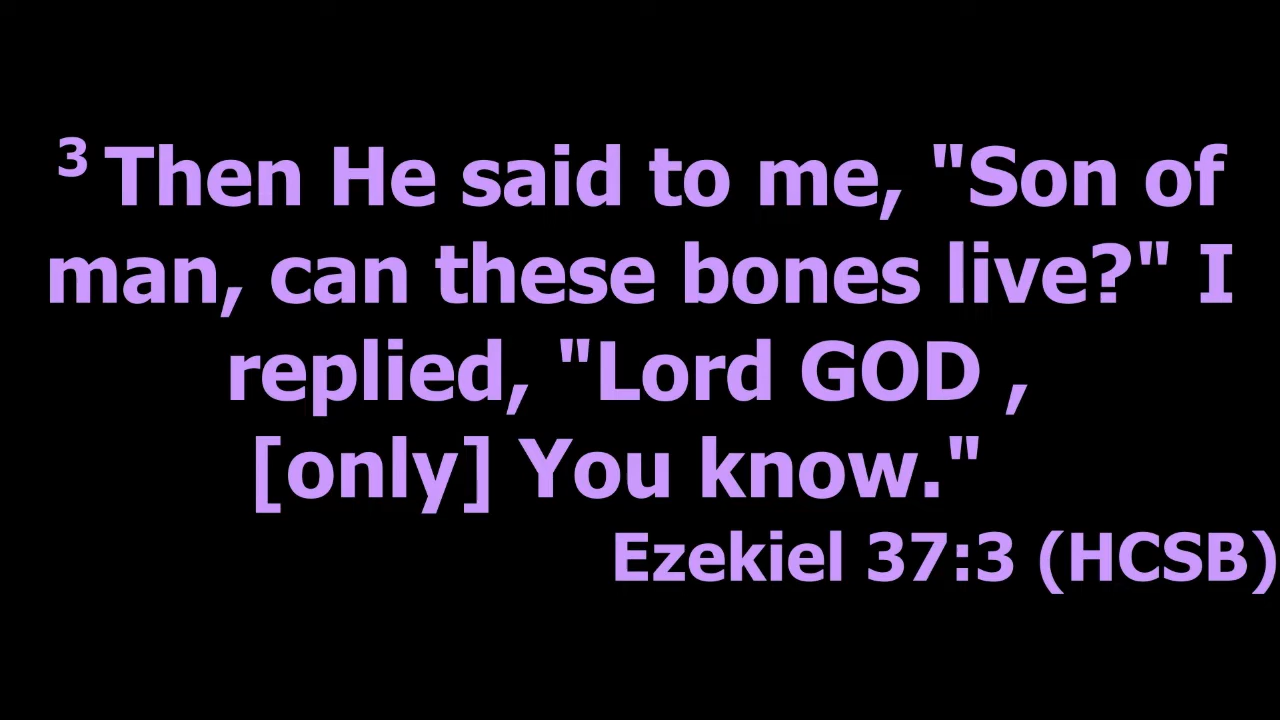 ³ Then He said to me, "Son of
man, can these bones live?" I
replied, "Lord GOD ,
[only] You know."
Ezekiel 37:3 (HCSB)